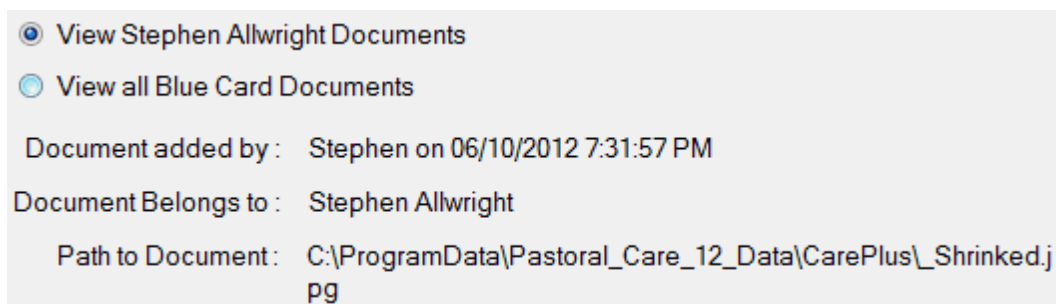 View Stephen Allwright Documents
View all Blue Card Documents
Document added by : Stephen on 06/10/2012 7:31:57 PM
Document Belongs to : Stephen Allwright
Path to Document : C:\ProgramData\Pastoral_Care_12_Data\CarePlus\_Shrinked.j
pg